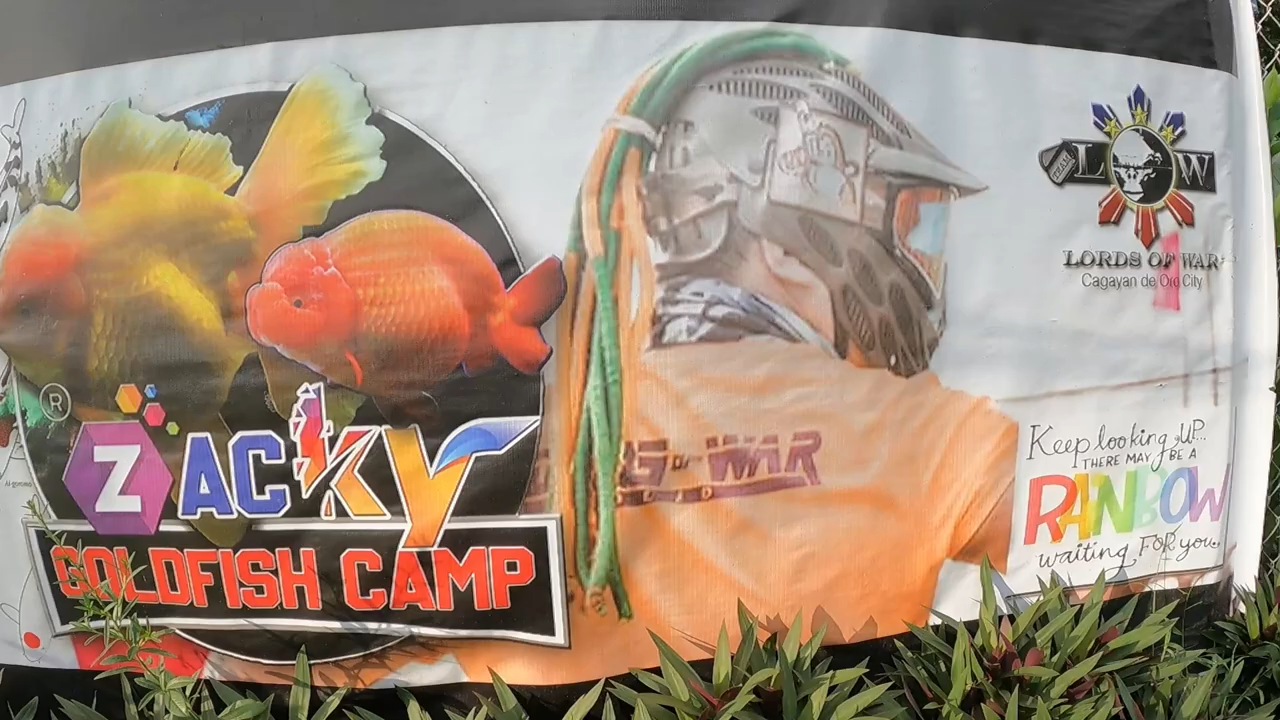 ®
ZACKY
GOLDFISH CAMP
WAR
TEAM
L W
LORDS OF WAR
Cagayan de Oro City
Keep looking UP...
THERE MAY BE A
RAINBOW
waiting FOR you.